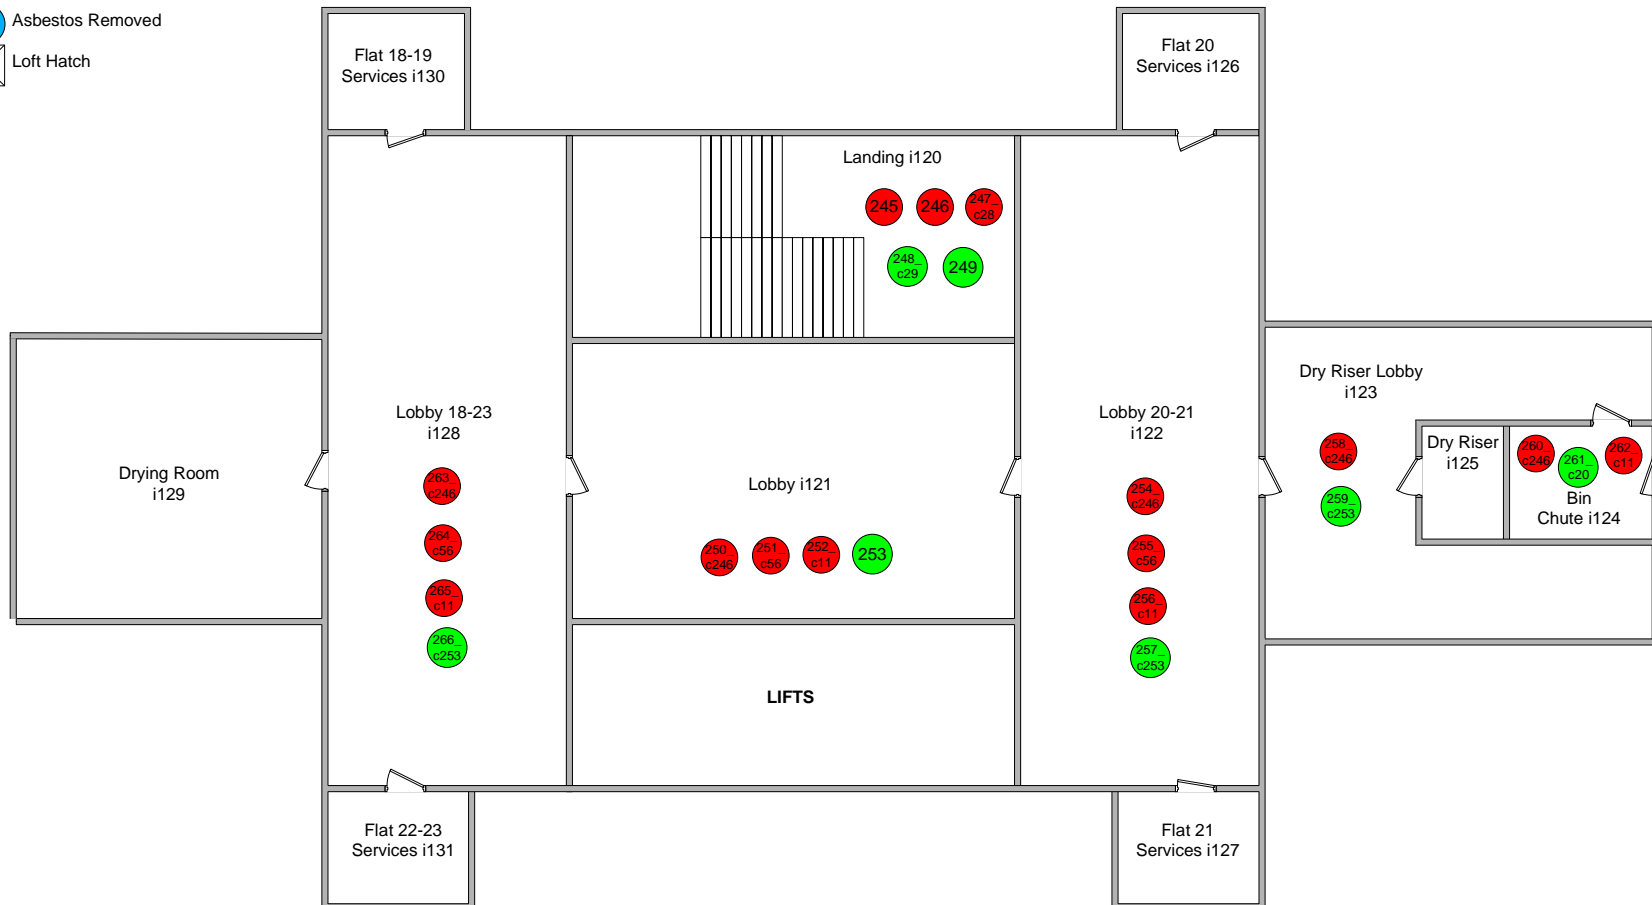 Asbestos Removed
Loft Hatch
Flat 18-19
Services i130
Flat 20
Services i126
Landing i120
245
246
247_
c28
248_
c29
249
Dry Riser Lobby
i123
Lobby 18-23
i128
Lobby 20-21
i122
Drying Room
i129
Lobby i121
Dry Riser
i125
Bin
Chute i124
258_
c246
259_
c253
260_
c246
261_
c20
262_
c11
263_
c246
264_
c56
265_
c11
266_
c253
250_
c246
251_
c56
252_
c11
253
254_
c246
255_
c56
256_
c11
257_
c253
LIFTS
Flat 22-23
Services i131
Flat 21
Services i127